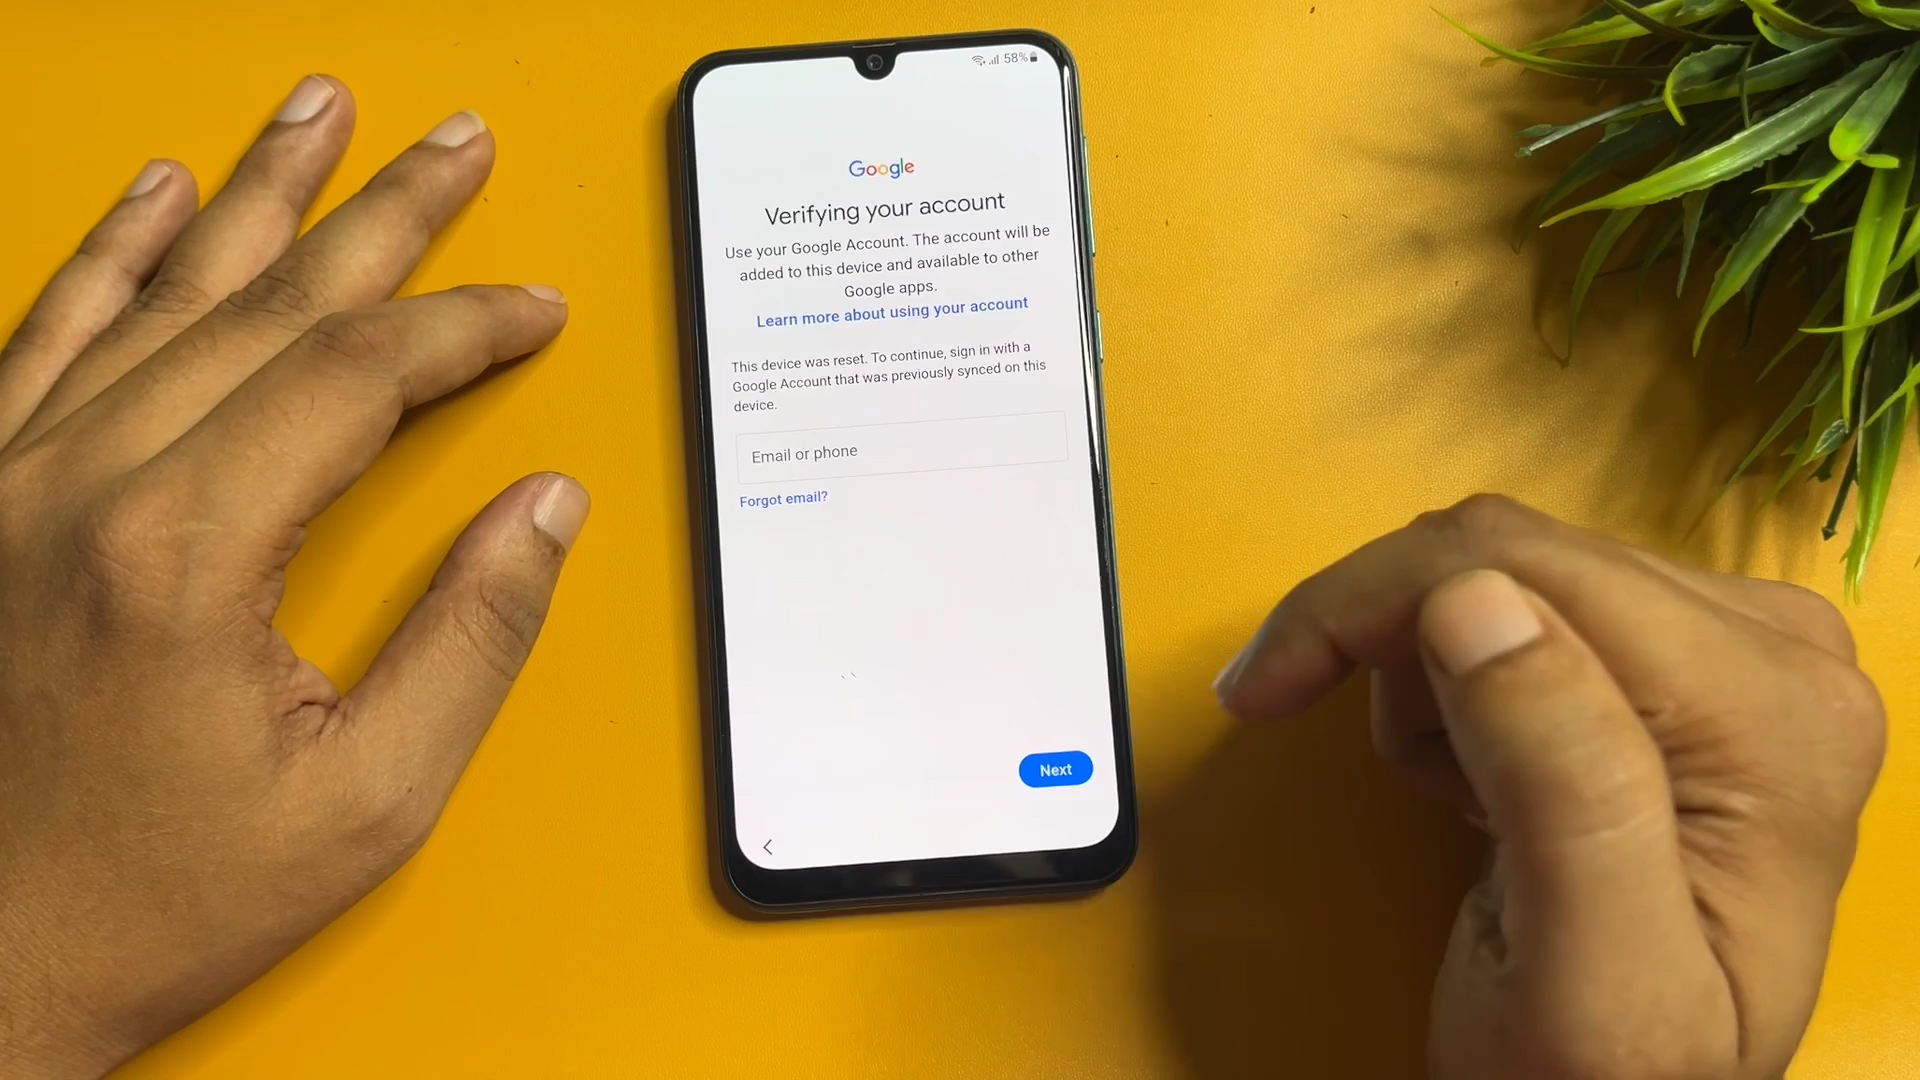 58%
Google
Verifying your account
Use your Google Account. The account will be
added to this device and available to other
Google apps.
Learn more about using your account
This device was reset. To continue, sign in with a
Google Account that was previously synced on this
device.
Email or phone
Forgot email?
Next